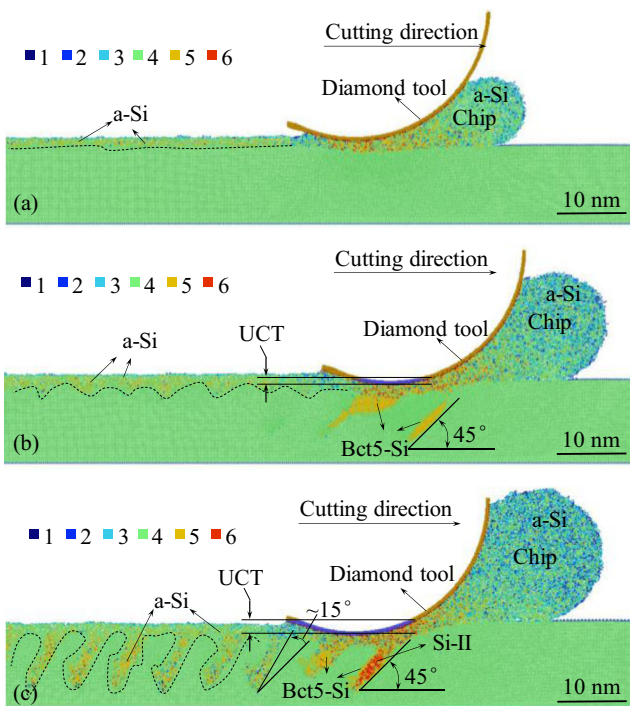 1 2 3 4 5 6
Cutting direction
Diamond tool
a-Si
Chip
a-Si
(a)
10 nm
Cutting direction
1 2 3 4 5 6
a-Si
Chip
UCT
Diamond tool
a-Si
Bct5-Si
45°
(b)
10 nm
Cutting direction
a-Si
1 2 3 4 5 6
Chip
UCT
Diamond tool
a-Si
~15°
Si-II
Bct5-Si
45°
(c)
10 nm